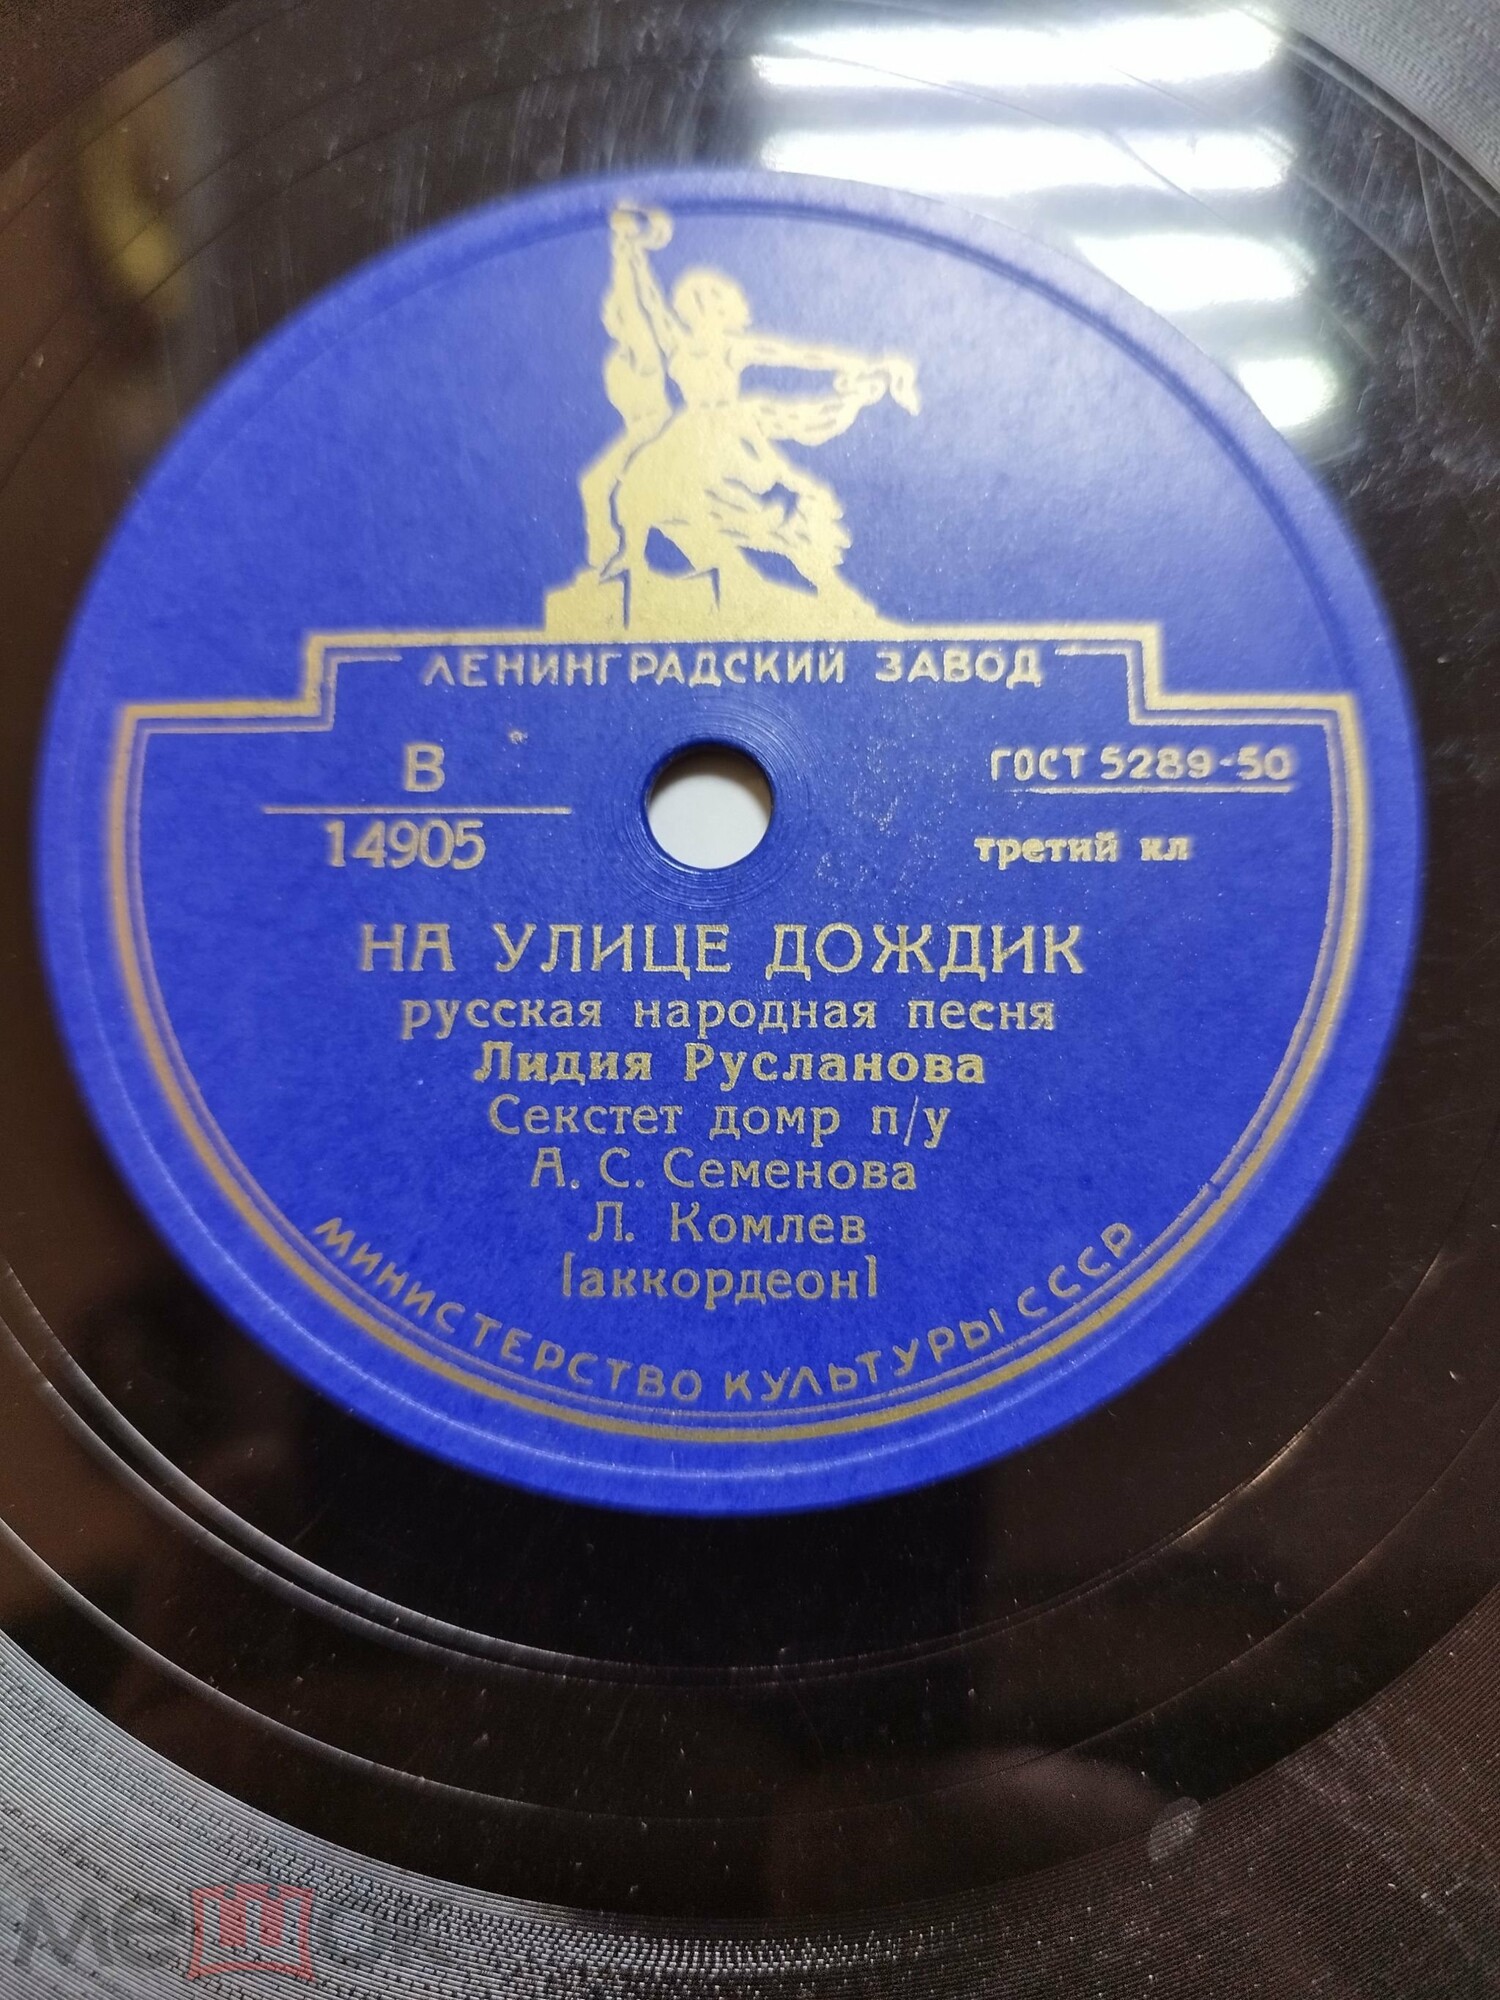 ЛЕНИНГРАДСКИЙ ЗАВОД
В
14905
ГОСТ 5289-50
третий кл
НА УЛИЦЕ ДОЖДИК
русская народная песня
Лидия Русланова
Секстет домр п/у
А. С. Семенова
Л. Комлев
[аккордеон]
МИНИСТЕРСТВО КУЛЬТУРЫ СССР